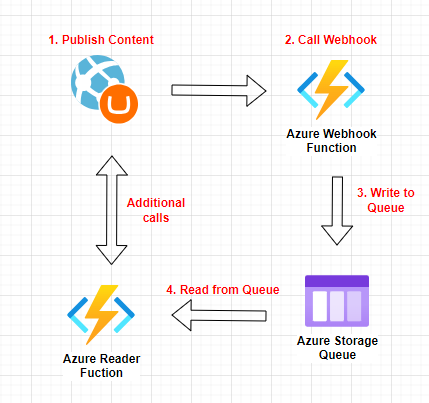 1. Publish Content
2. Call Webhook
Azure Webhook
Function
3. Write to
Queue
Additional
calls
4. Read from Queue
Azure Storage
Queue
Azure Reader
Fuction